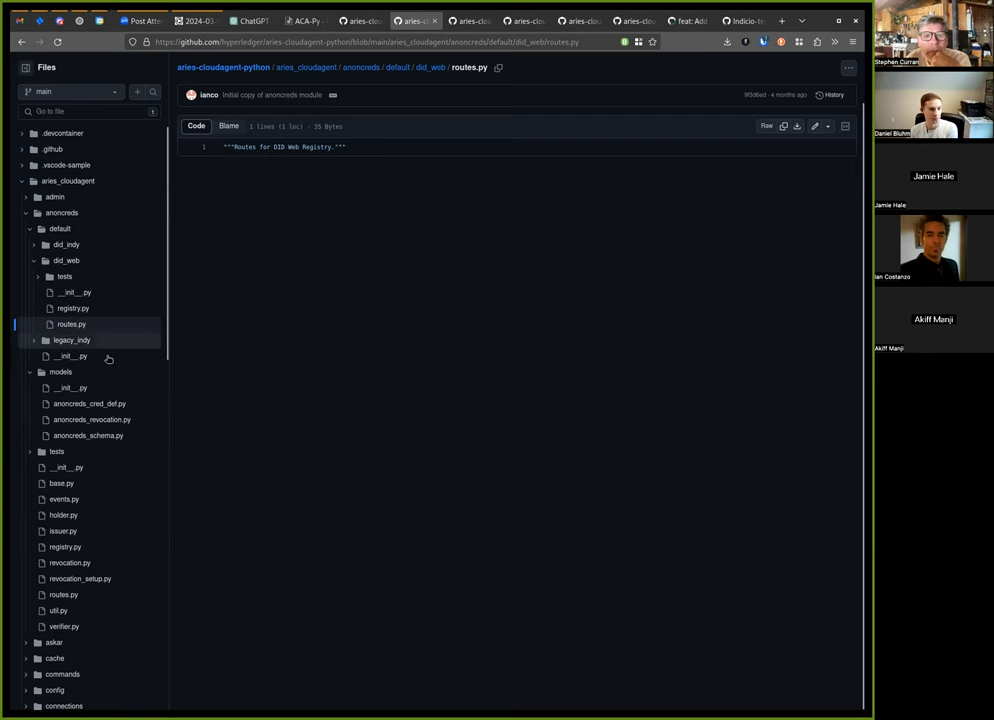 Post Atten
2024-03-
ChatGPT
ACA-Py -
aries-clou
aries-cl
aries-clou
aries-clou
aries-clou
aries-clou
feat: Add
Indicio-te
https://github.com/hyperledger/aries-cloudagent-python/blob/main/aries_cloudagent/anoncreds/default/did_web/routes.py
Files
main
Go to file
t
.devcontainer
.github
.vscode-sample
aries_cloudagent
admin
anoncreds
default
did_indy
did_web
tests
__init__.py
registry.py
routes.py
legacy_indy
__init__.py
models
__init__.py
anoncreds_cred_def.py
anoncreds_revocation.py
anoncreds_schema.py
tests
__init__.py
base.py
events.py
holder.py
issuer.py
registry.py
revocation.py
revocation_setup.py
routes.py
util.py
verifier.py
askar
cache
commands
config
connections
aries-cloudagent-python / aries_cloudagent / anoncreds / default / did_web / routes.py
ianco Initial copy of anoncreds module
9f3d6ed · 4 months ago
History
Code
Blame
1 lines (1 loc) · 35 Bytes
Raw
1 """Routes for DID Web Registry."""
Stephen Curran
Daniel Bluhm
Jamie Hale
Jamie Hale
Ian Costanzo
Akiff Manji
Akiff Manji